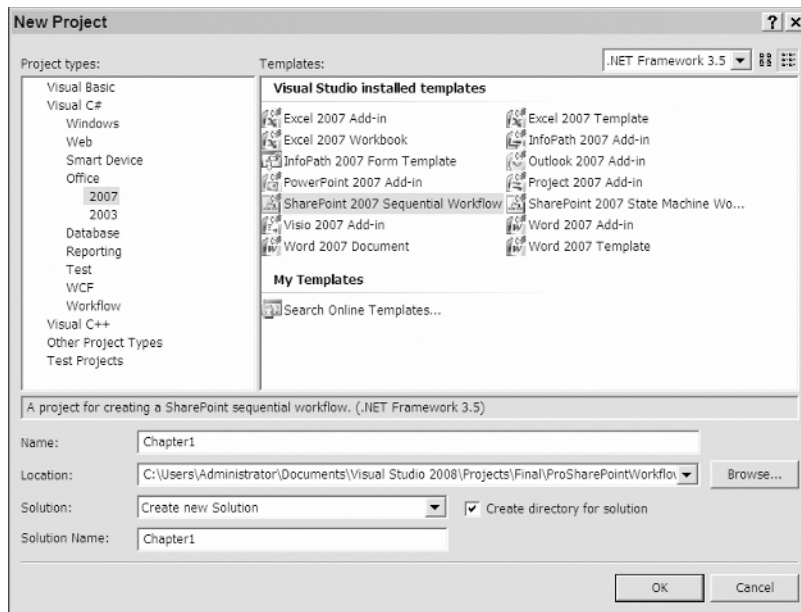 New Project
Project types:
Templates:
.NET Framework 3.5
Visual Basic
Visual C#
Windows
Web
Smart Device
Office
2007
2003
Database
Reporting
Test
WCF
Workflow
Visual C++
Other Project Types
Test Projects
Visual Studio installed templates
Excel 2007 Add-in
Excel 2007 Template
Excel 2007 Workbook
InfoPath 2007 Add-in
InfoPath 2007 Form Template
Outlook 2007 Add-in
PowerPoint 2007 Add-in
Project 2007 Add-in
SharePoint 2007 Sequential Workflow
SharePoint 2007 State Machine Wo...
Visio 2007 Add-in
Word 2007 Add-in
Word 2007 Document
Word 2007 Template
My Templates
Search Online Templates...
A project for creating a SharePoint sequential workflow. (.NET Framework 3.5)
Name:
Chapter1
Location:
C:\Users\Administrator\Documents\Visual Studio 2008\Projects\Final\ProSharePointWorkflow
Browse...
Solution:
Create new Solution
Create directory for solution
Solution Name:
Chapter1
OK
Cancel